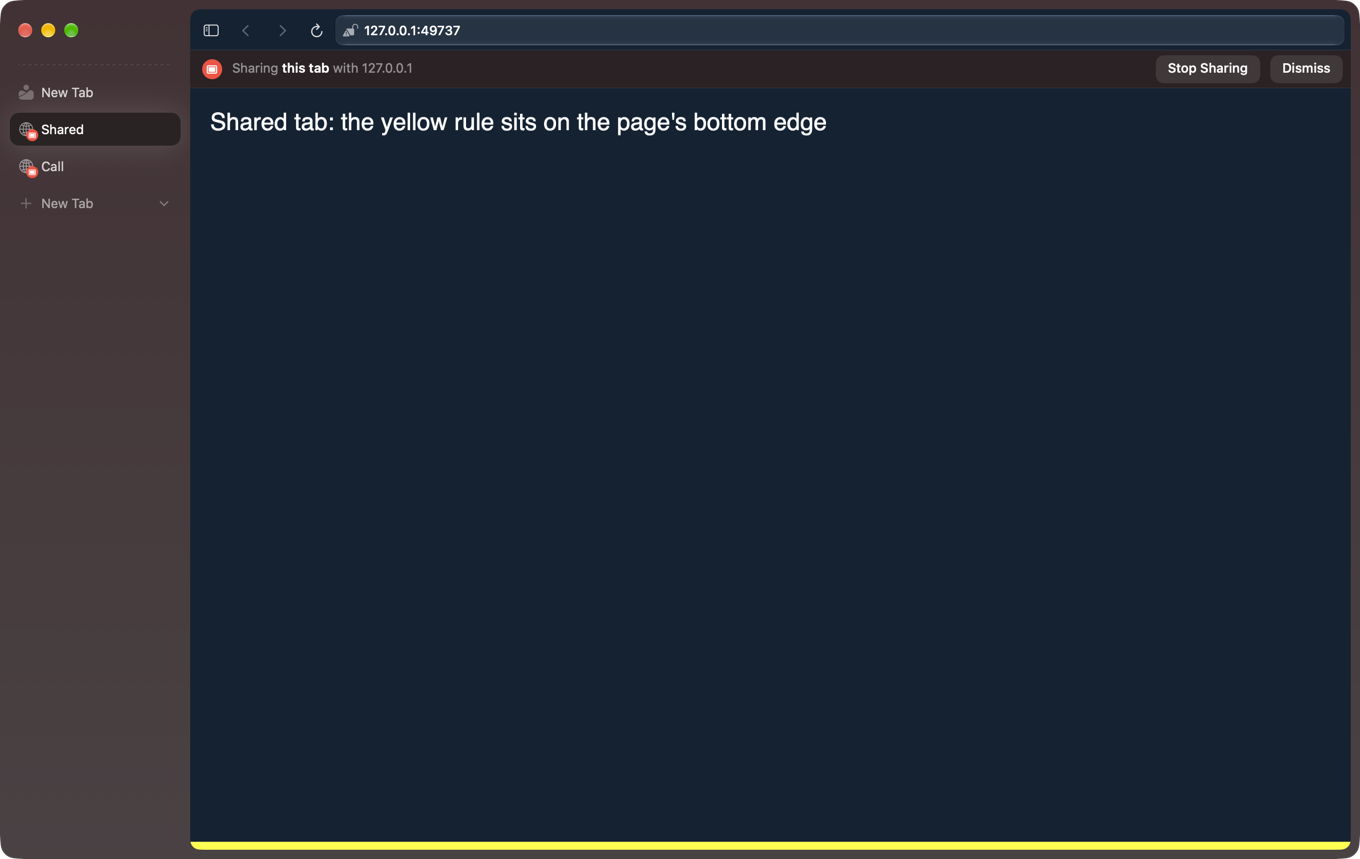 127.0.0.1:49737
Sharing this tab with 127.0.0.1
Stop Sharing
Dismiss
New Tab
Shared
Call
New Tab
Shared tab: the yellow rule sits on the page's bottom edge